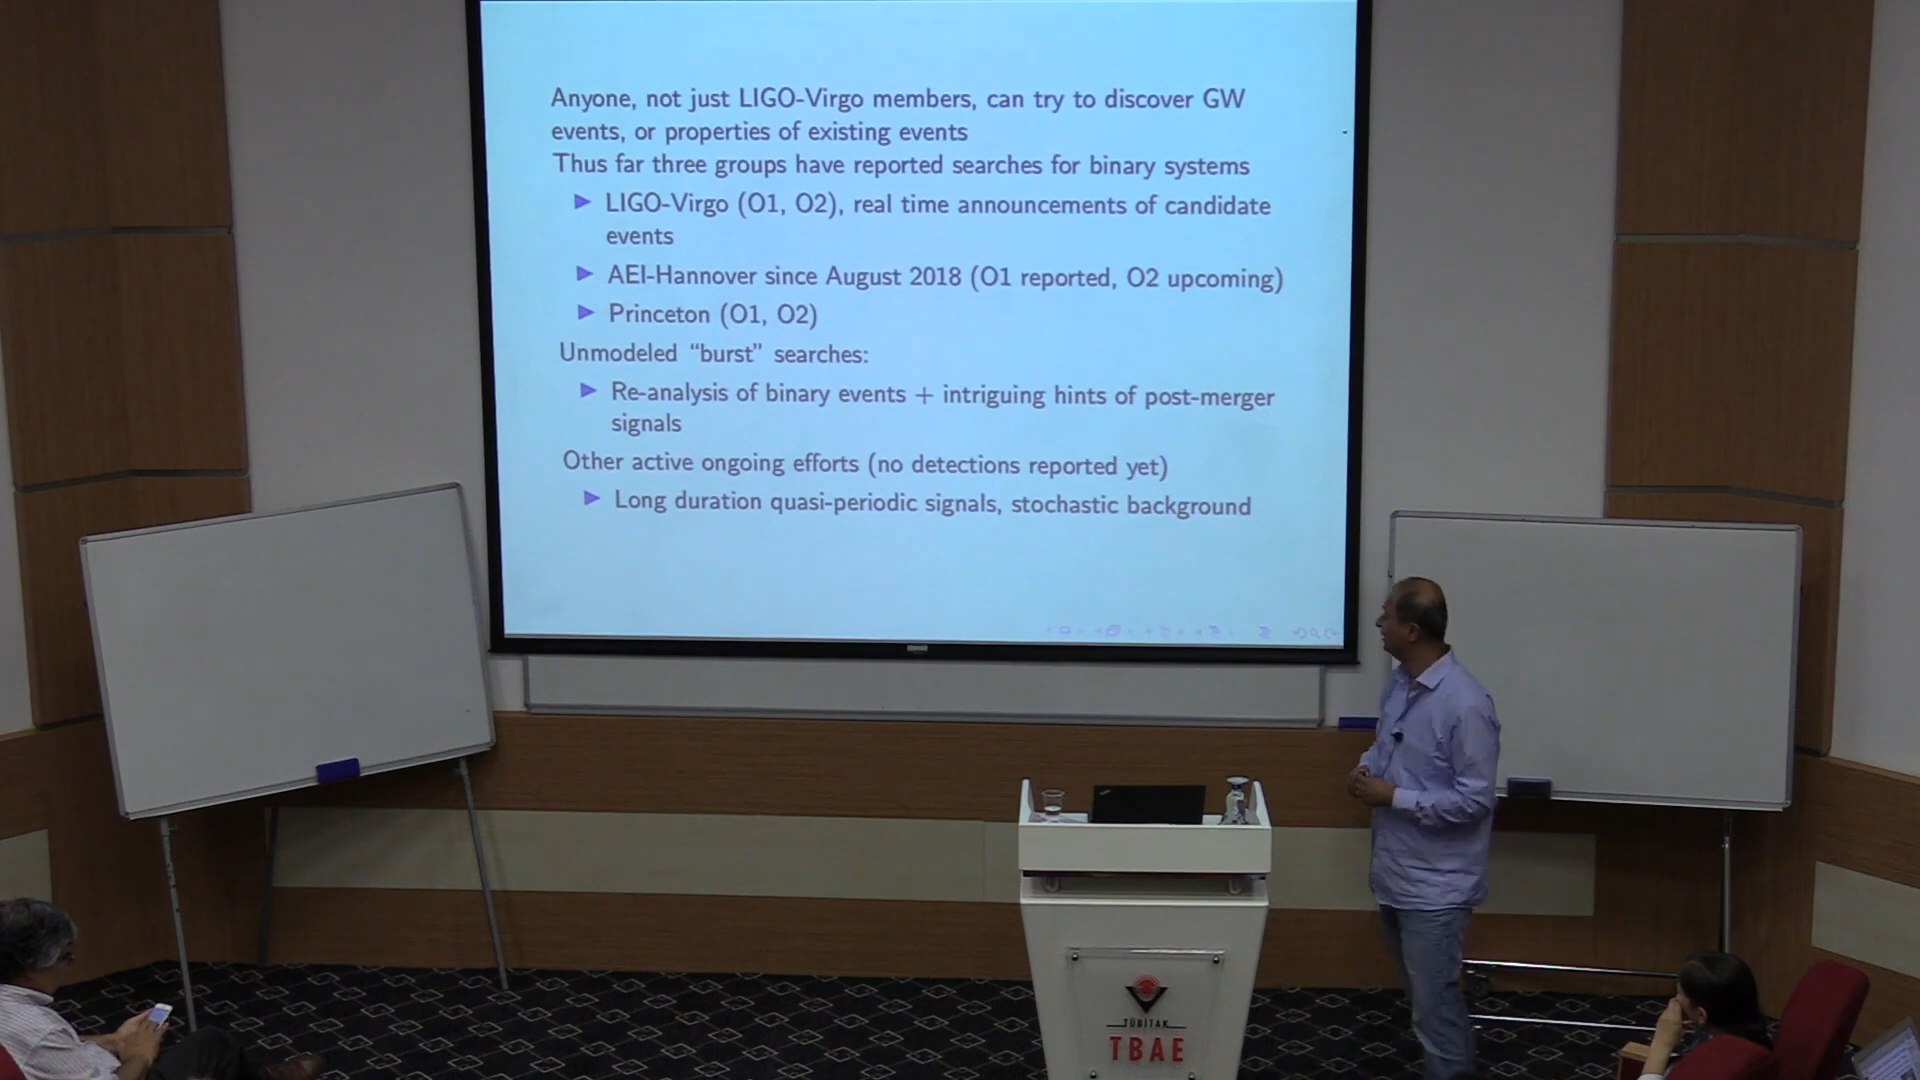 Anyone, not just LIGO-Virgo members, can try to discover GW
events, or properties of existing events
Thus far three groups have reported searches for binary systems
▶ LIGO-Virgo (O1, O2), real time announcements of candidate
events
▶ AEI-Hannover since August 2018 (O1 reported, O2 upcoming)
▶ Princeton (O1, O2)
Unmodeled “burst” searches:
▶ Re-analysis of binary events + intriguing hints of post-merger
signals
Other active ongoing efforts (no detections reported yet)
▶ Long duration quasi-periodic signals, stochastic background
TÜBİTAK
TBAE